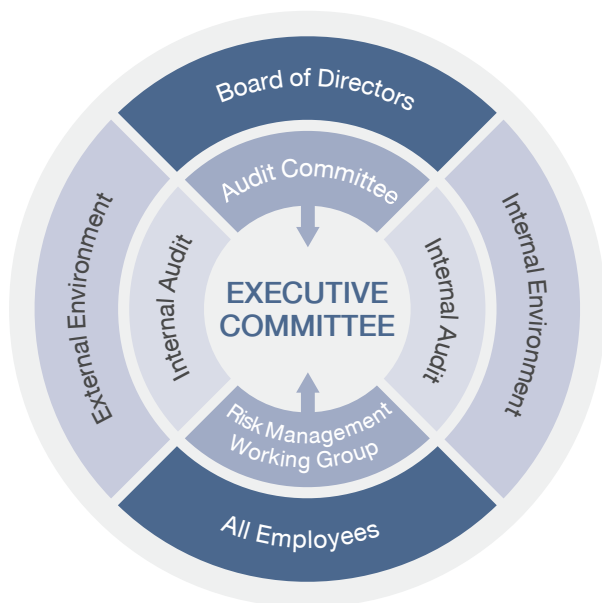 Board of Directors
Audit Committee
External Environment
Internal Audit
EXECUTIVE
COMMITTEE
Internal Audit
Internal Environment
Risk Management
Working Group
All Employees